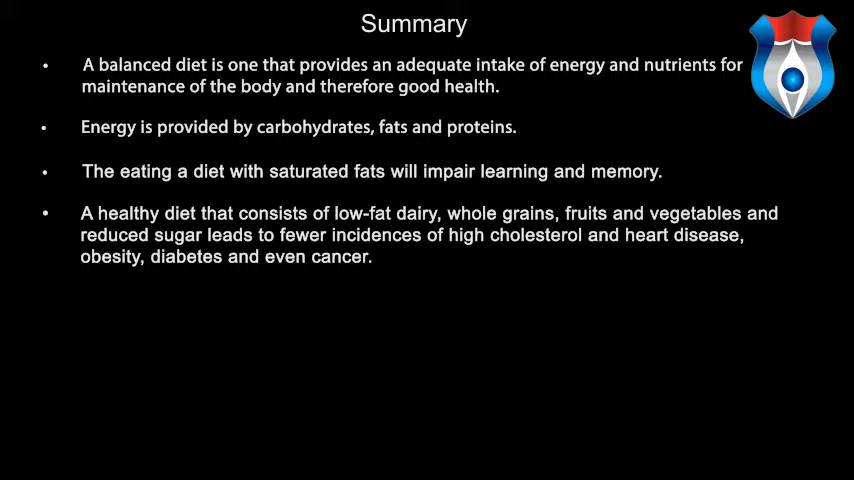 Summary
• A balanced diet is one that provides an adequate intake of energy and nutrients for
maintenance of the body and therefore good health.
• Energy is provided by carbohydrates, fats and proteins.
• The eating a diet with saturated fats will impair learning and memory.
• A healthy diet that consists of low-fat dairy, whole grains, fruits and vegetables and
reduced sugar leads to fewer incidences of high cholesterol and heart disease,
obesity, diabetes and even cancer.